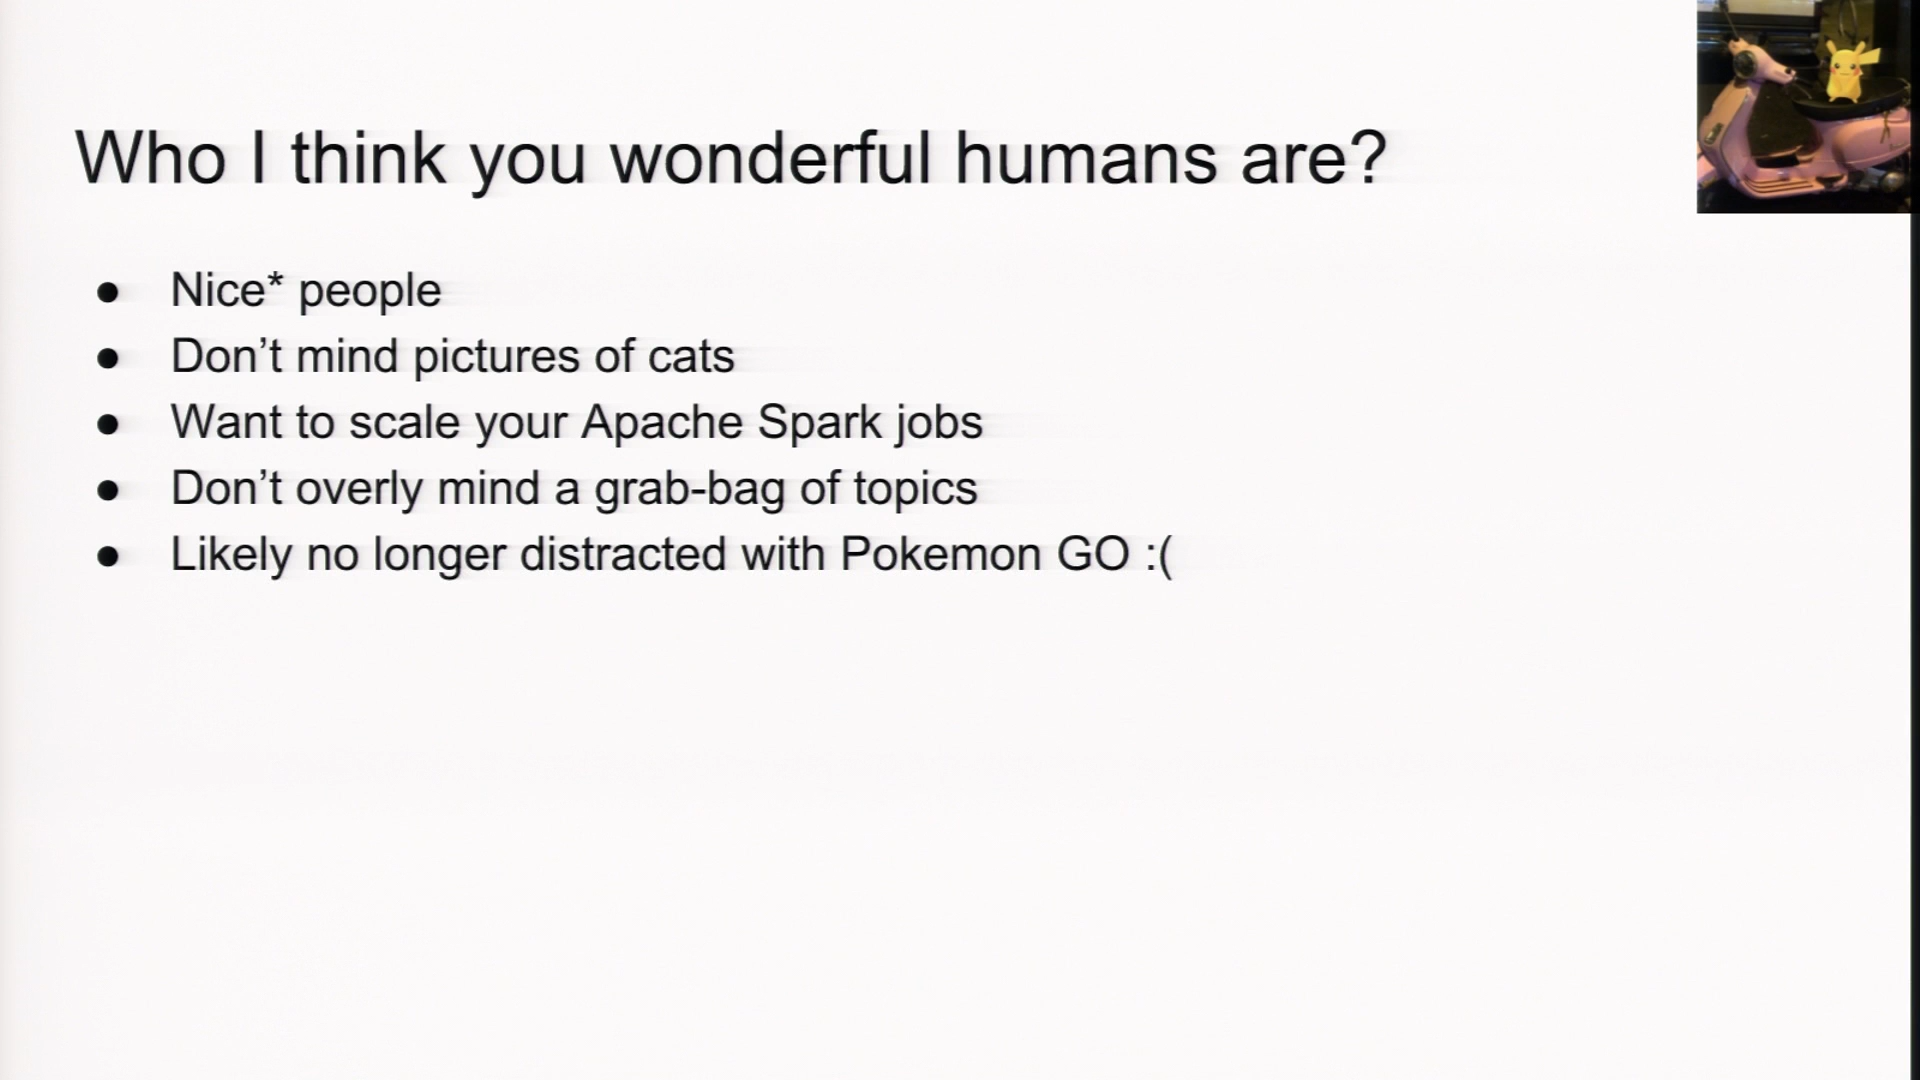 Who I think you wonderful humans are?
● Nice* people
● Don’t mind pictures of cats
● Want to scale your Apache Spark jobs
● Don’t overly mind a grab-bag of topics
● Likely no longer distracted with Pokemon GO :(